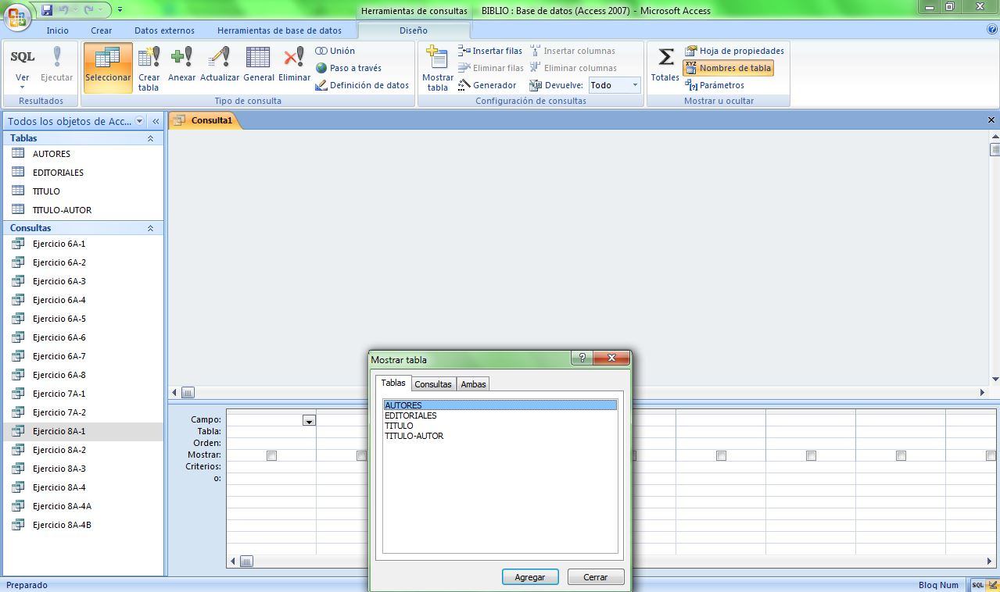 Herramientas de consultas
BIBLIO : Base de datos (Access 2007) - Microsoft Access
Inicio
Crear
Datos externos
Herramientas de base de datos
Diseño
SQL
Ver
Ejecutar
Resultados
Seleccionar
Crear
tabla
Anexar
Actualizar
General
Eliminar
Unión
Paso a través
Definición de datos
Tipo de consulta
Mostrar
tabla
Insertar filas
Eliminar filas
Generador
Insertar columnas
Eliminar columnas
Devuelve: Todo
Configuración de consultas
Σ
Totales
Hoja de propiedades
XYZ
Nombres de tabla
Parámetros
Mostrar u ocultar
Todos los objetos de Acc...
Consulta1
Tablas
AUTORES
EDITORIALES
TITULO
TITULO-AUTOR
Consultas
Ejercicio 6A-1
Ejercicio 6A-2
Ejercicio 6A-3
Ejercicio 6A-4
Ejercicio 6A-5
Ejercicio 6A-6
Ejercicio 6A-7
Ejercicio 6A-8
Ejercicio 7A-1
Ejercicio 7A-2
Ejercicio 8A-1
Ejercicio 8A-2
Ejercicio 8A-3
Ejercicio 8A-4
Ejercicio 8A-4A
Ejercicio 8A-4B
Campo:
Tabla:
Orden:
Mostrar:
Criterios:
o:
Mostrar tabla
Tablas
Consultas
Ambas
AUTORES
EDITORIALES
TITULO
TITULO-AUTOR
Agregar
Cerrar
Preparado
Bloq Num
SQL